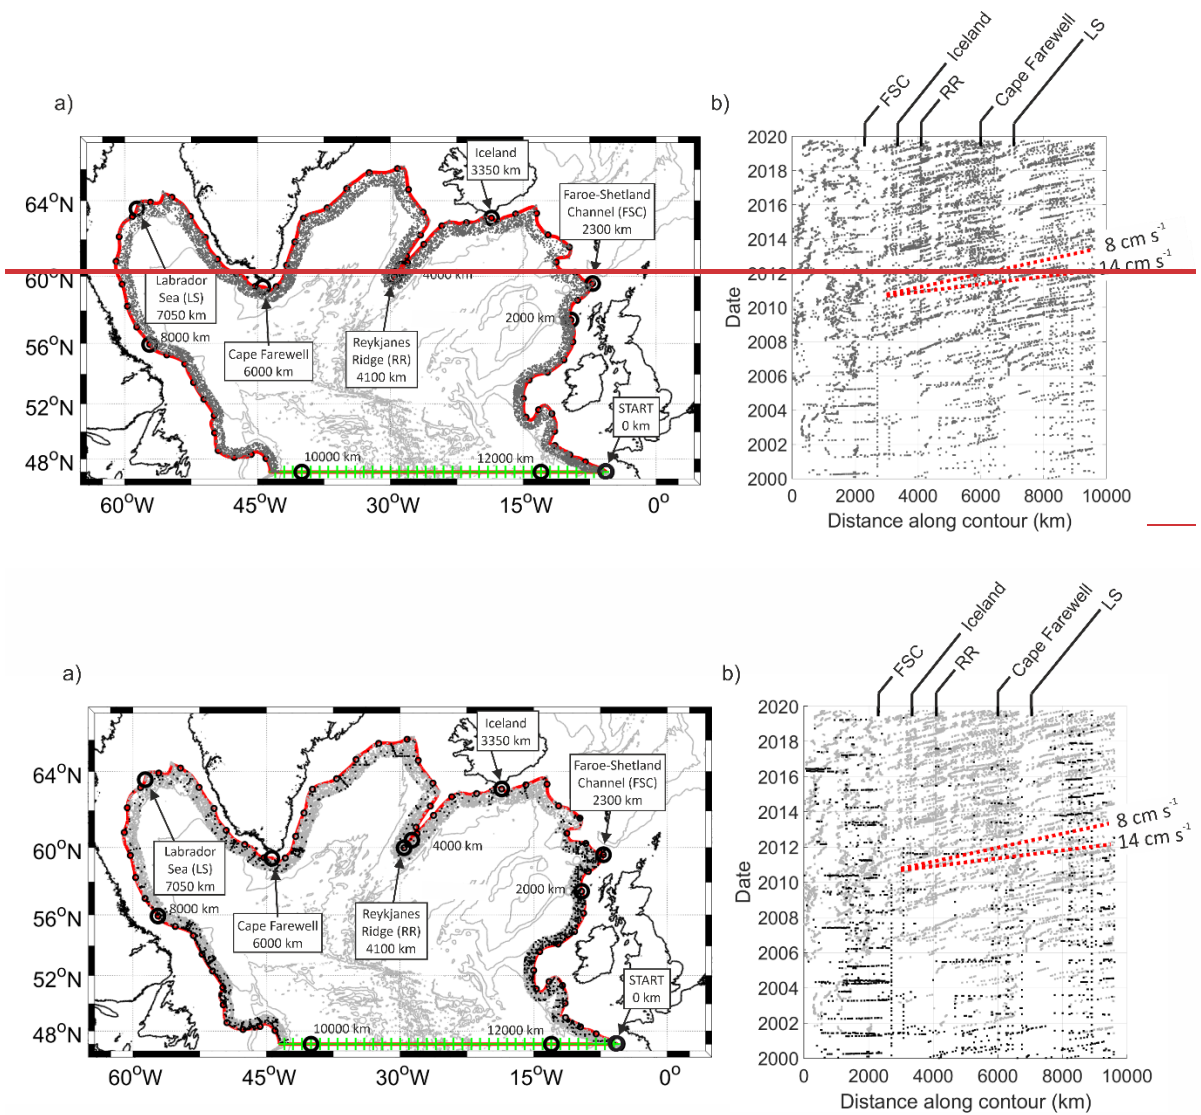 a)
Iceland
3350 km
Faroe-Shetland
Channel (FSC)
2300 km
64°N
60°N
56°N
52°N
48°N
4000 km
Labrador
Sea (LS)
7050 km
8000 km
2000 km
Cape Farewell
6000 km
Reykjanes
Ridge (RR)
4100 km
START
0 km
10000 km
12000 km
60°W
45°W
30°W
15°W
0°
b)
FSC
Iceland
RR
Cape Farewell
LS
2020
2018
2016
2014
2012
2010
2008
2006
2004
2002
2000
Date
8 cm s-1
14 cm s-1
0
2000
4000
6000
8000
10000
Distance along contour (km)
a)
Iceland
3350 km
Faroe-Shetland
Channel (FSC)
2300 km
64°N
60°N
56°N
52°N
48°N
4000 km
Labrador
Sea (LS)
7050 km
8000 km
2000 km
Cape Farewell
6000 km
Reykjanes
Ridge (RR)
4100 km
START
0 km
10000 km
12000 km
60°W
45°W
30°W
15°W
0°
b)
FSC
Iceland
RR
Cape Farewell
LS
2020
2018
2016
2014
2012
2010
2008
2006
2004
2002
2000
Date
8 cm s-1
14 cm s-1
0
2000
4000
6000
8000
10000
Distance along contour (km)